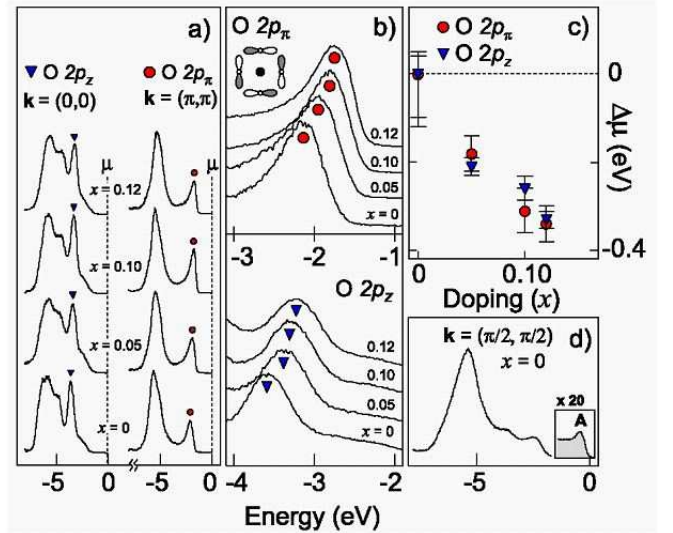 a)
▼ O 2p_z
k = (0,0)
● O 2p_π
k = (π,π)
μ
μ
x = 0.12
x = 0.10
x = 0.05
x = 0
-5
0
-5
0
b)
O 2p_π
0.12
0.10
0.05
x = 0
-3
-2
-1
O 2p_z
0.12
0.10
0.05
x = 0
-4
-3
-2
Energy (eV)
c)
● O 2p_π
▼ O 2p_z
0
-0.4
Δμ (eV)
0
0.10
Doping (x)
d)
k = (π/2, π/2)
x = 0
x 20
A
-5
0